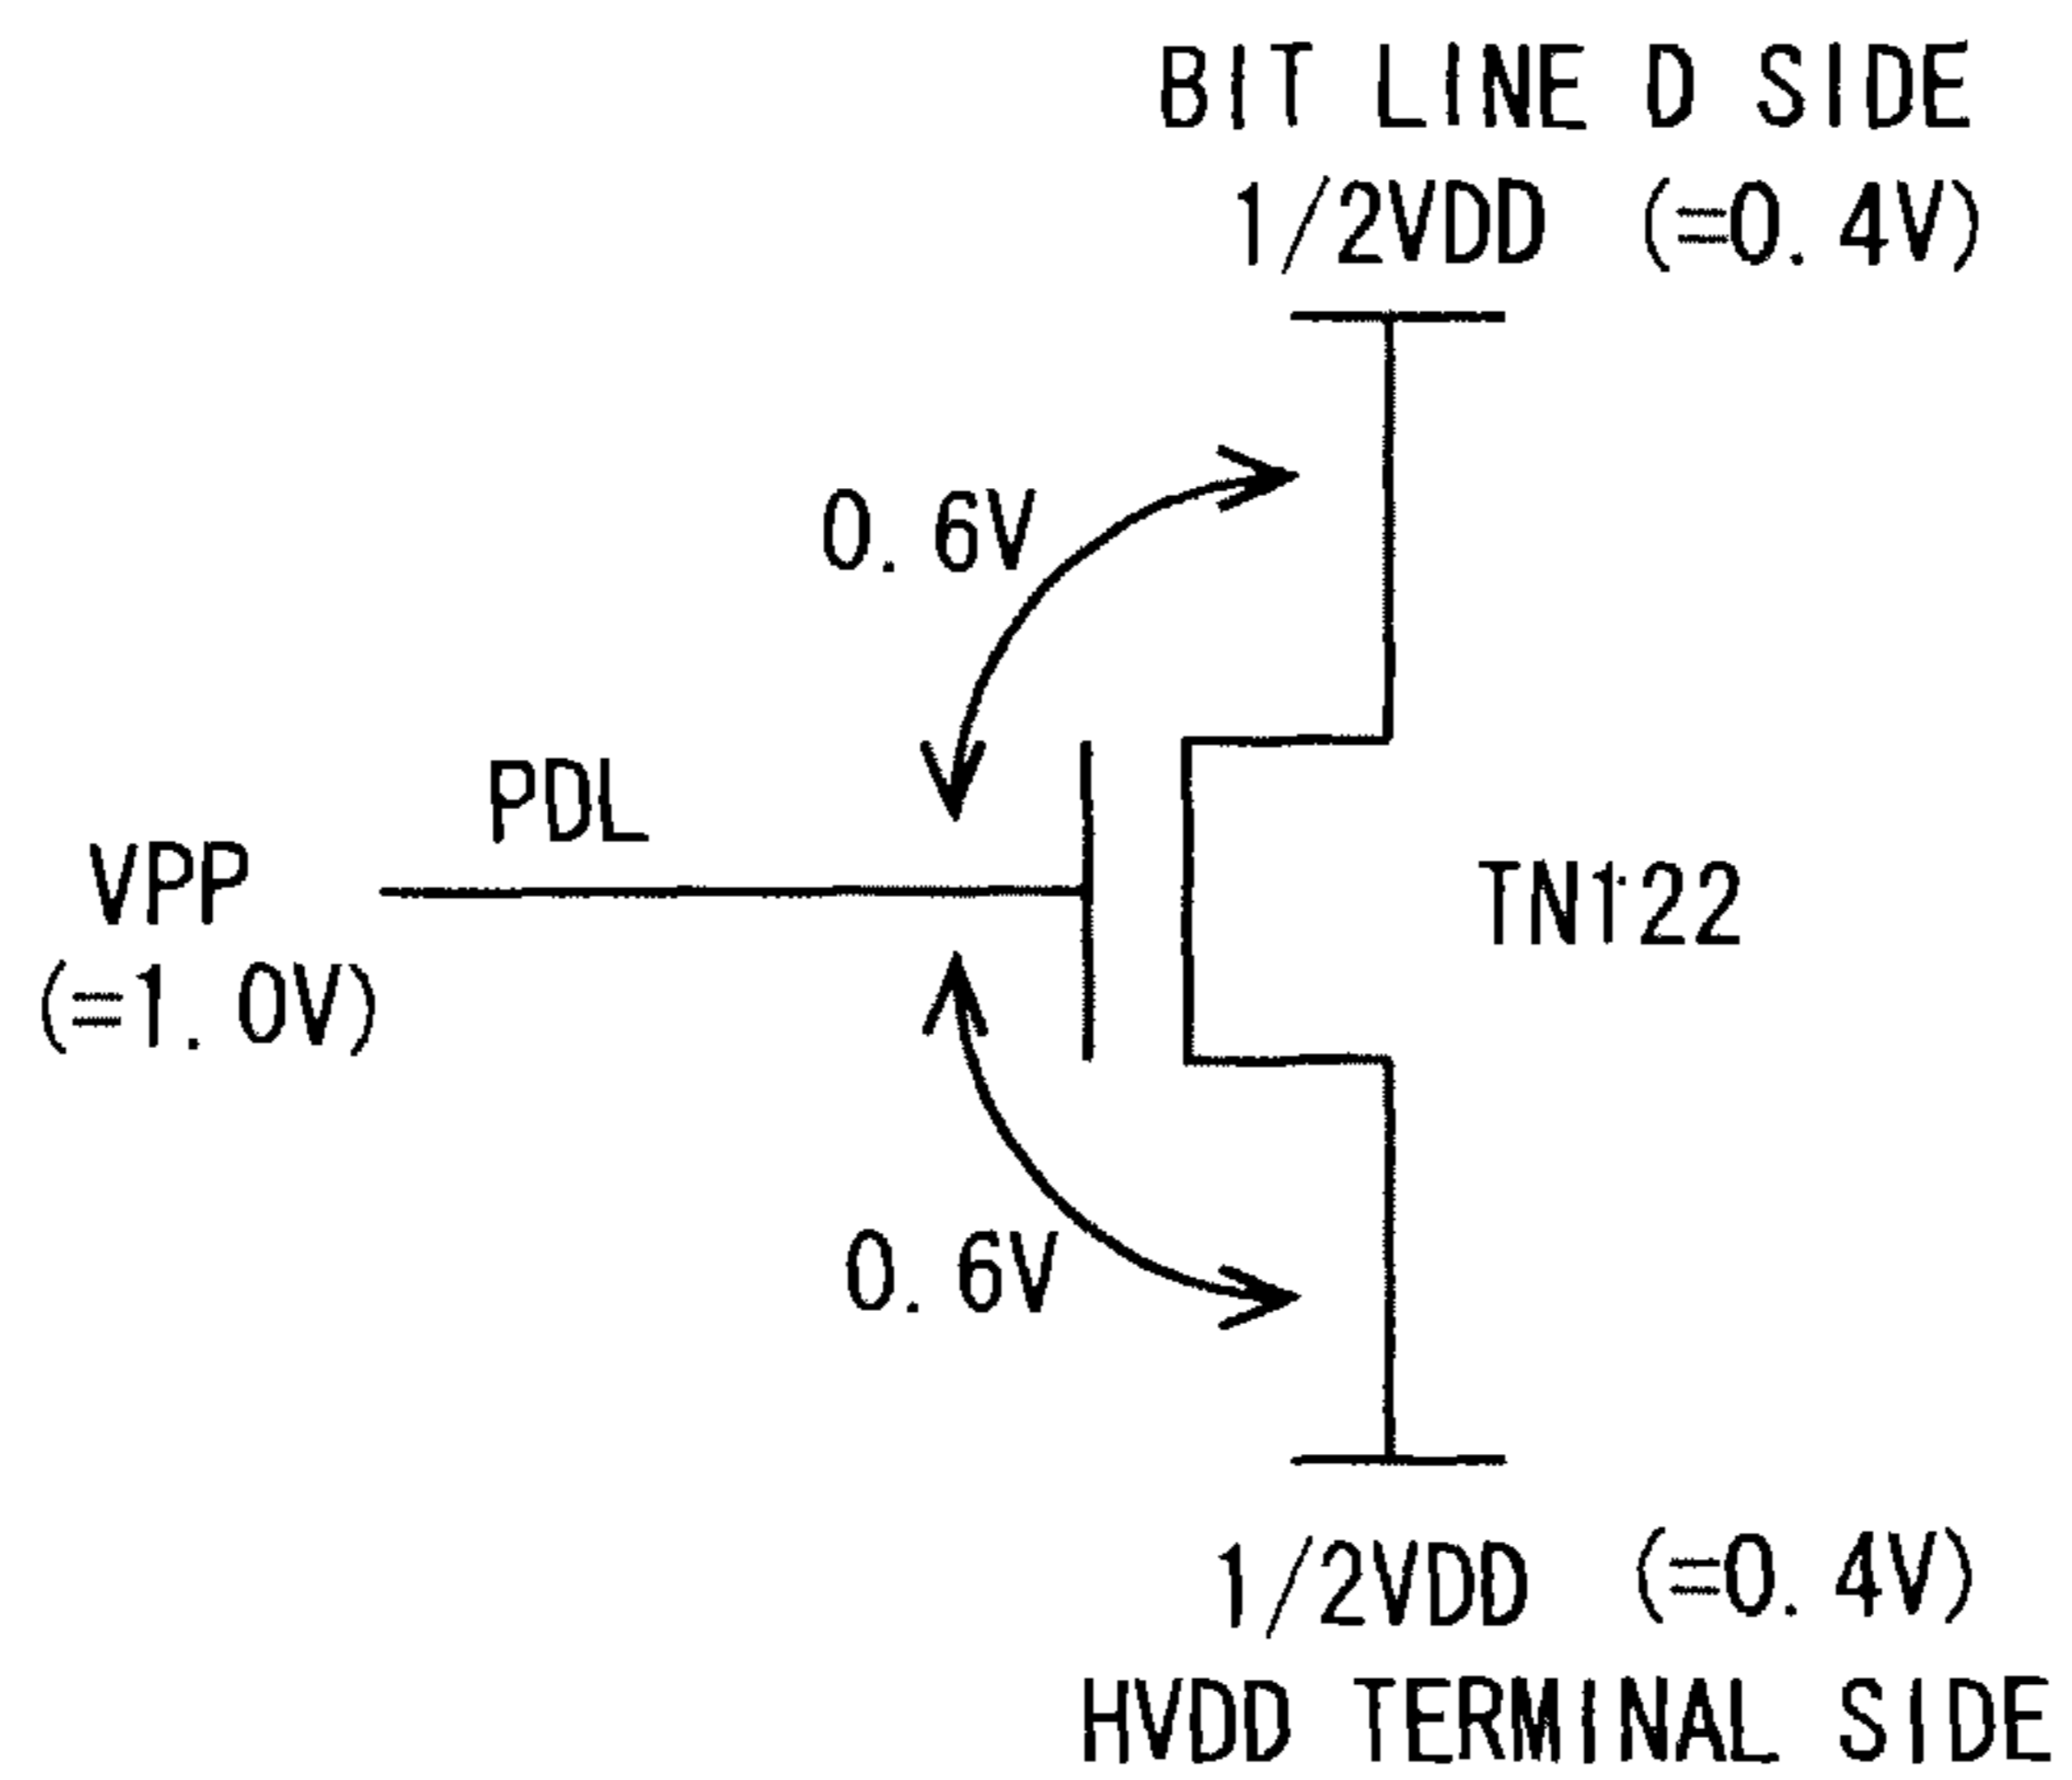 BIT LINE D SIDE
1/2VDD (=0.4V)
0.6V
PDL
VPP
(=1.0V)
TN122
0.6V
1/2VDD (=0.4V)
HVDD TERMINAL SIDE